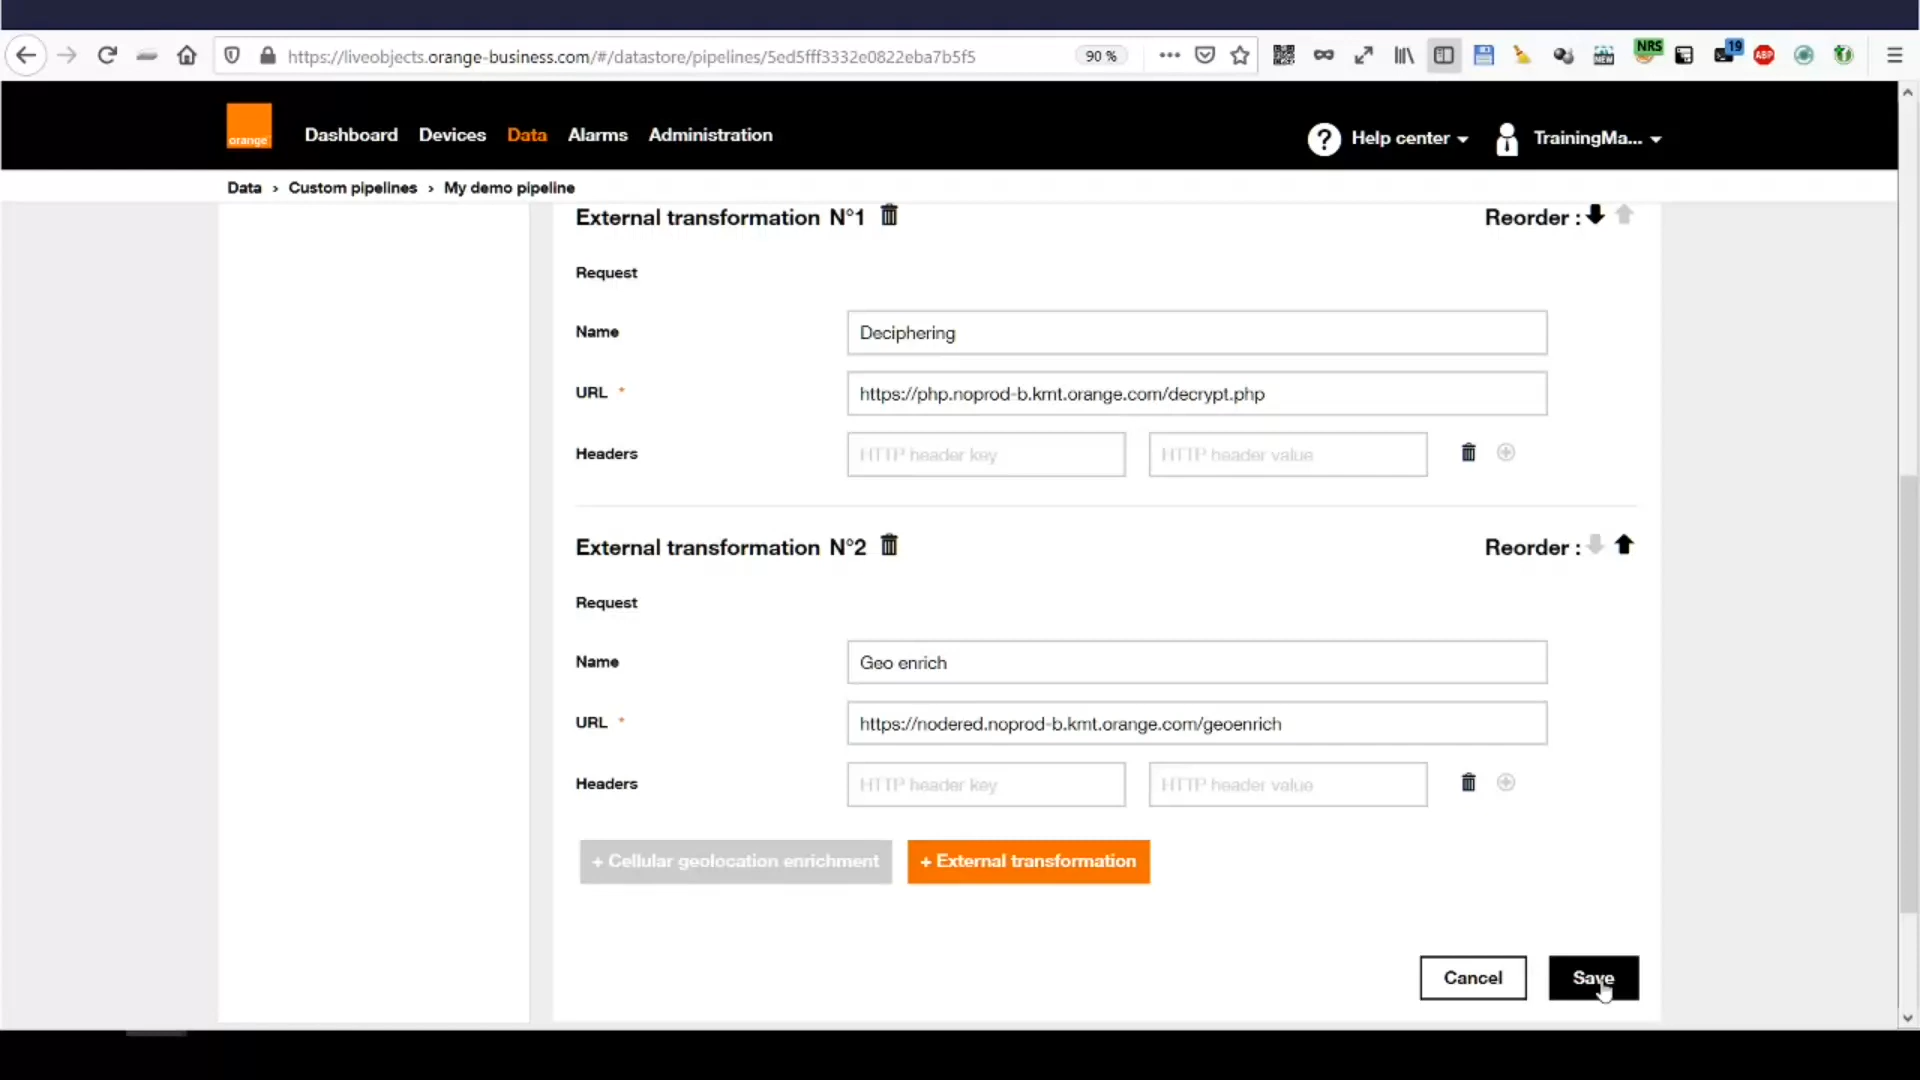 https://liveobjects.orange-business.com/#/datastore/pipelines/5ed5fff3332e0822eba7b5f5
90 %
NEW
NRS
19
ABP
orange
Dashboard
Devices
Data
Alarms
Administration
?
Help center
TrainingMa...
Data › Custom pipelines › My demo pipeline
External transformation N°1
Reorder :
Request
Name
Deciphering
URL *
https://php.noprod-b.kmt.orange.com/decrypt.php
Headers
HTTP header key
HTTP header value
External transformation N°2
Reorder :
Request
Name
Geo enrich
URL *
https://nodered.noprod-b.kmt.orange.com/geoenrich
Headers
HTTP header key
HTTP header value
+ Cellular geolocation enrichment
+ External transformation
Cancel
Save